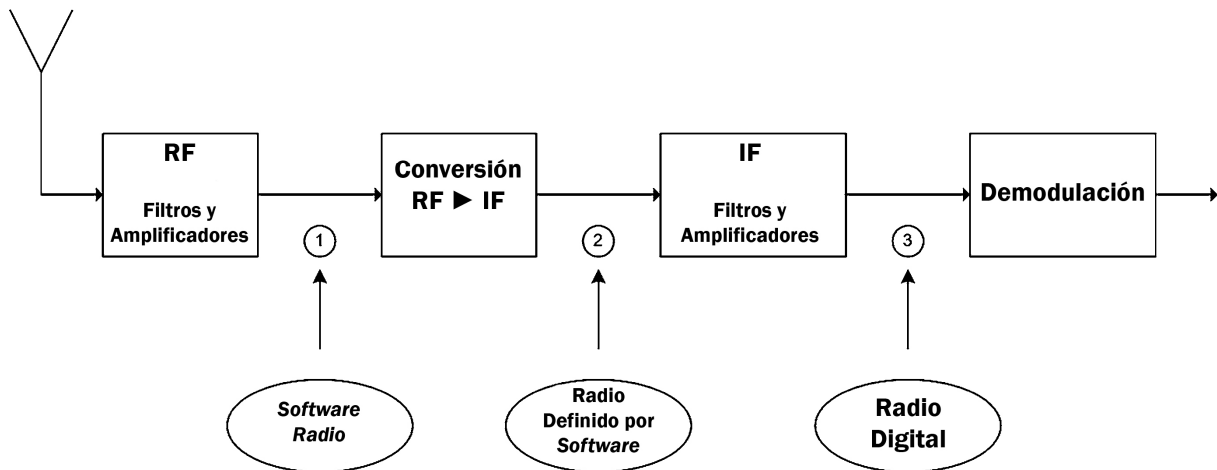 RF
Filtros y
Amplificadores
Conversión
RF ► IF
IF
Filtros y
Amplificadores
Demodulación
1
2
3
Software
Radio
Radio
Definido por
Software
Radio
Digital